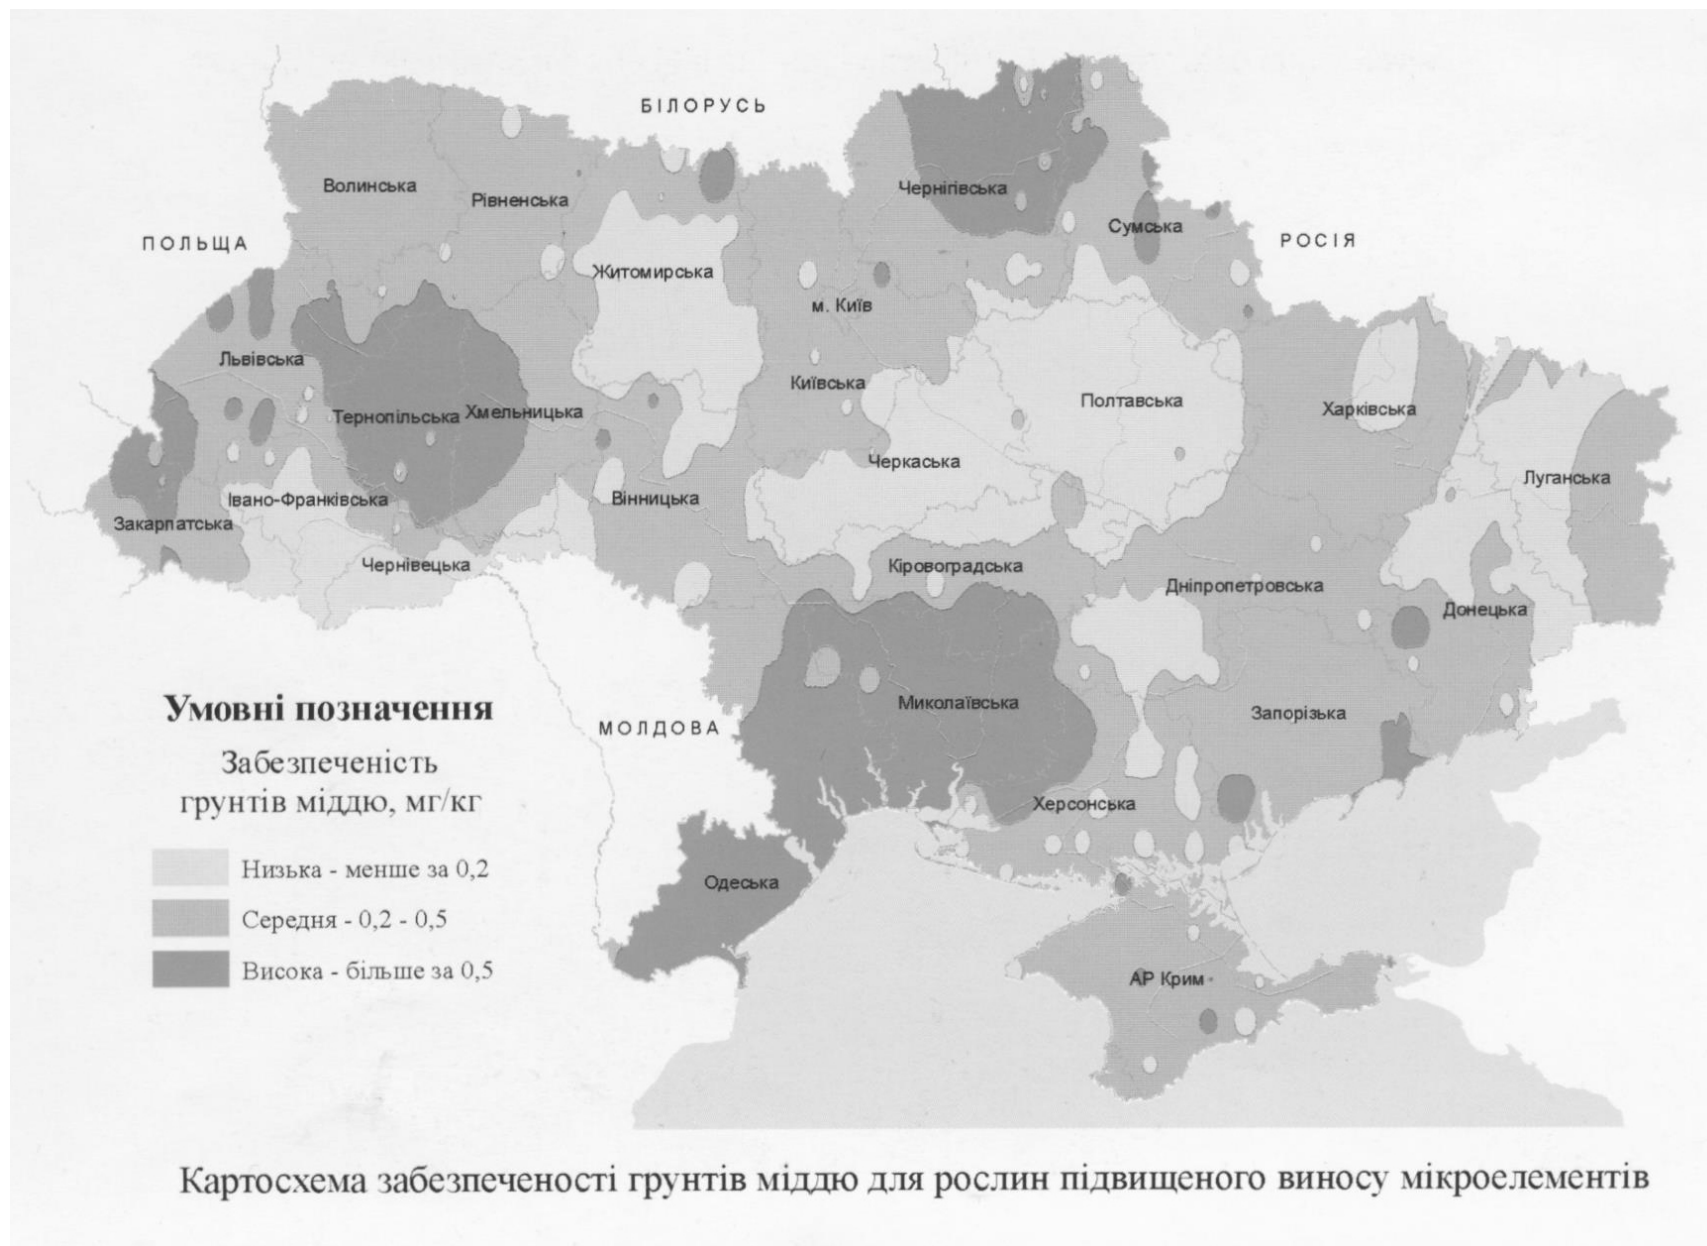 БІЛОРУСЬ
Волинська
Рівненська
Чернігівська
Сумська
ПОЛЬЩА
РОСІЯ
Житомирська
м. Київ
Львівська
Київська
Полтавська
Харківська
Тернопільська
Хмельницька
Черкаська
Луганська
Івано-Франківська
Вінницька
Закарпатська
Чернівецька
Кіровоградська
Дніпропетровська
Донецька
Миколаївська
Запорізька
МОЛДОВА
Херсонська
Одеська
АР Крим
Умовні позначення
Забезпеченість
грунтів міддю, мг/кг
Низька - менше за 0,2
Середня - 0,2 - 0,5
Висока - більше за 0,5
Картосхема забезпеченості грунтів міддю для рослин підвищеного виносу мікроелементів